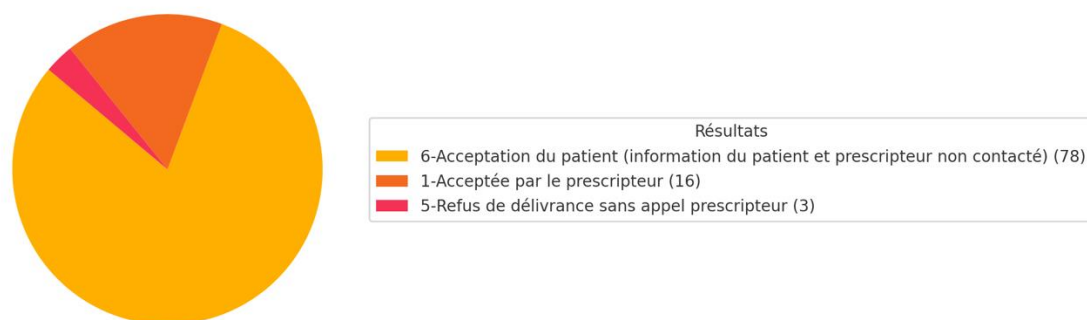 Résultats
6-Acceptation du patient (information du patient et prescripteur non contacté) (78)
1-Acceptée par le prescripteur (16)
5-Refus de délivrance sans appel prescripteur (3)